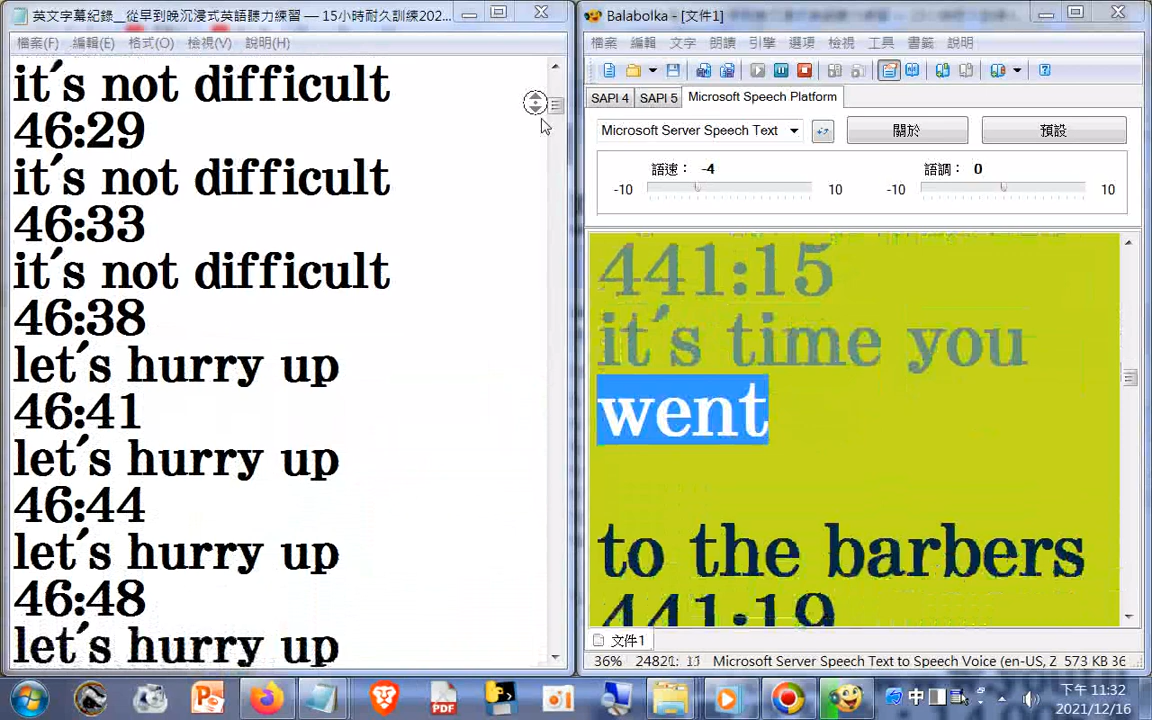 英文字幕紀錄__從早到晚沉浸式英語聽力練習 — 15小時耐久訓練202...
檔案(F) 編輯(E) 格式(O) 檢視(V) 說明(H)
it's not difficult
46:29
it's not difficult
46:33
it's not difficult
46:38
let's hurry up
46:41
let's hurry up
46:44
let's hurry up
46:48
let's hurry up
Balabolka - [文件1]
檔案 編輯 文字 朗讀 引擎 選項 檢視 工具 書籤 說明
SAPI 4 SAPI 5 Microsoft Speech Platform
Microsoft Server Speech Text 關於 預設
語速： -4 語調： 0
-10 10 -10 10
441:15
it's time you
went
to the barbers
441:19
文件1
36% 24821: 11 Microsoft Server Speech Text to Speech Voice (en-US, Z 573 KB 36
PDF
中
下午 11:32
2021/12/16